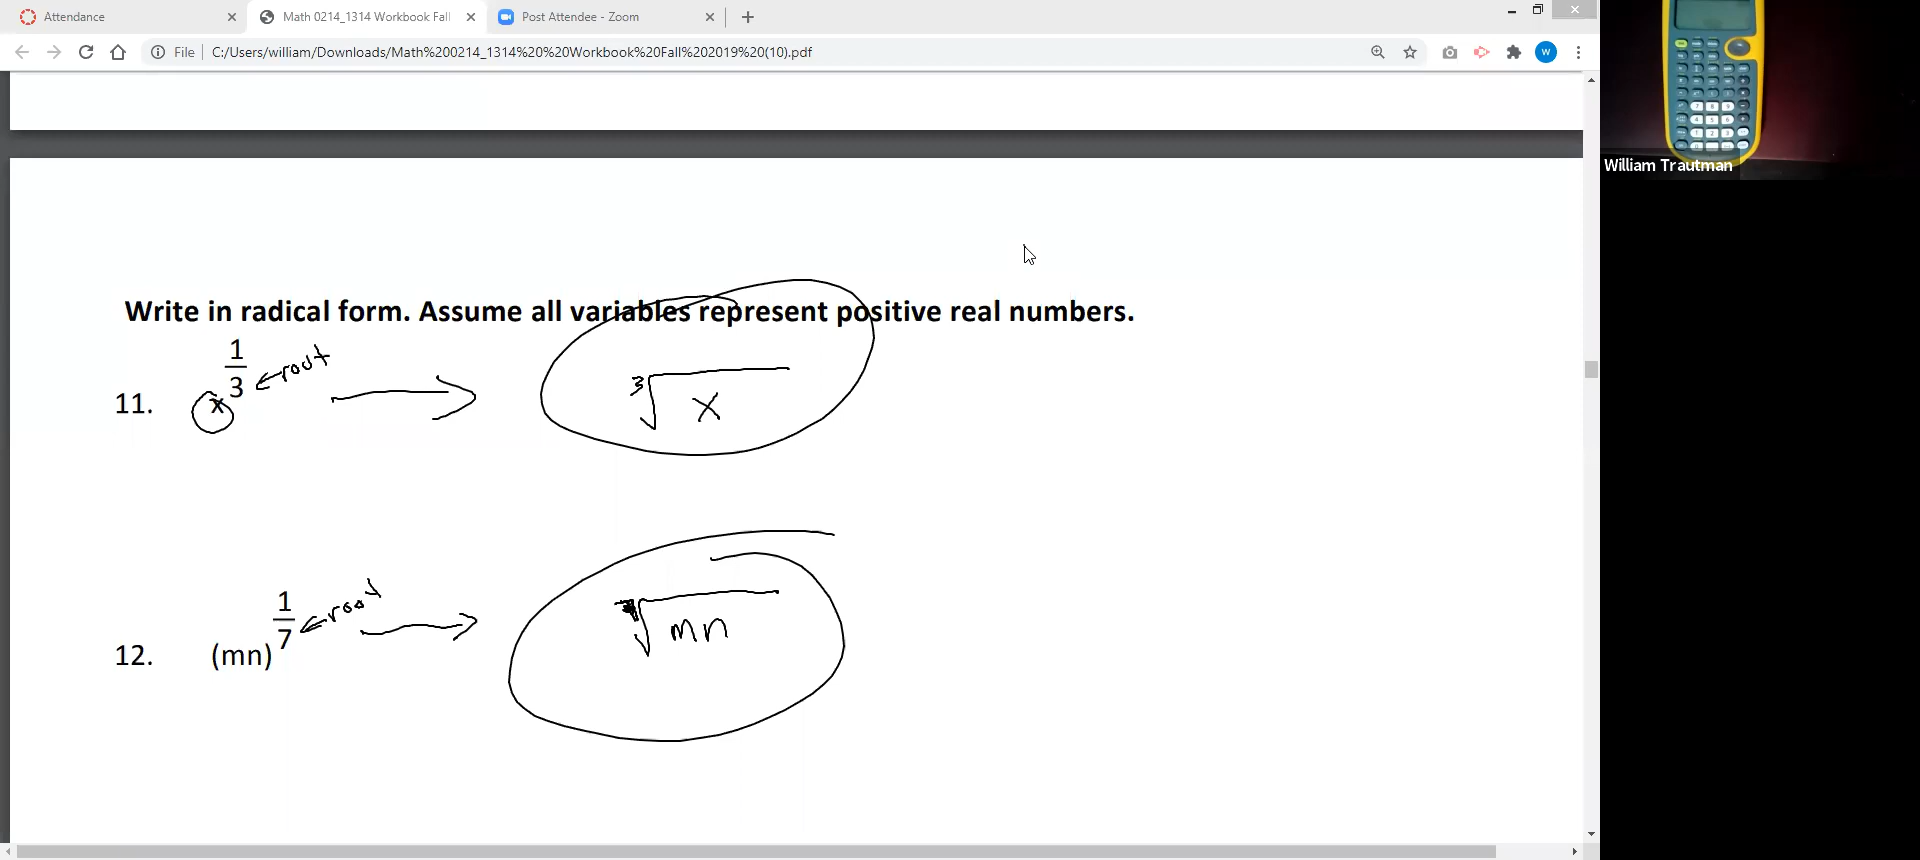 Attendance
Math 0214_1314 Workbook Fall
Post Attendee - Zoom
File
C:/Users/william/Downloads/Math%200214_1314%20%20Workbook%20Fall%202019%20(10).pdf
W
William Trautman
Write in radical form. Assume all variables represent positive real numbers.
11. x^(1/3) ←root → ∛x
12. (mn)^(1/7) ←root → ⁷√mn